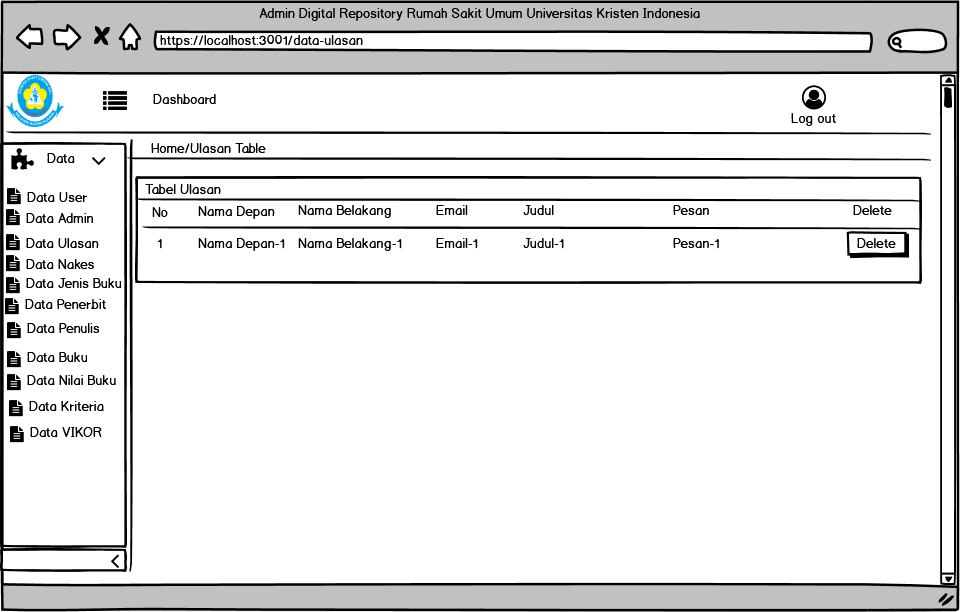 Admin Digital Repository Rumah Sakit Umum Universitas Kristen Indonesia
https://localhost:3001/data-ulasan
Dashboard
Log out
Data
Home/Ulasan Table
Data User
Data Admin
Data Ulasan
Data Nakes
Data Jenis Buku
Data Penerbit
Data Penulis
Data Buku
Data Nilai Buku
Data Kriteria
Data VIKOR
Tabel Ulasan
No Nama Depan Nama Belakang Email Judul Pesan Delete
1 Nama Depan-1 Nama Belakang-1 Email-1 Judul-1 Pesan-1 Delete